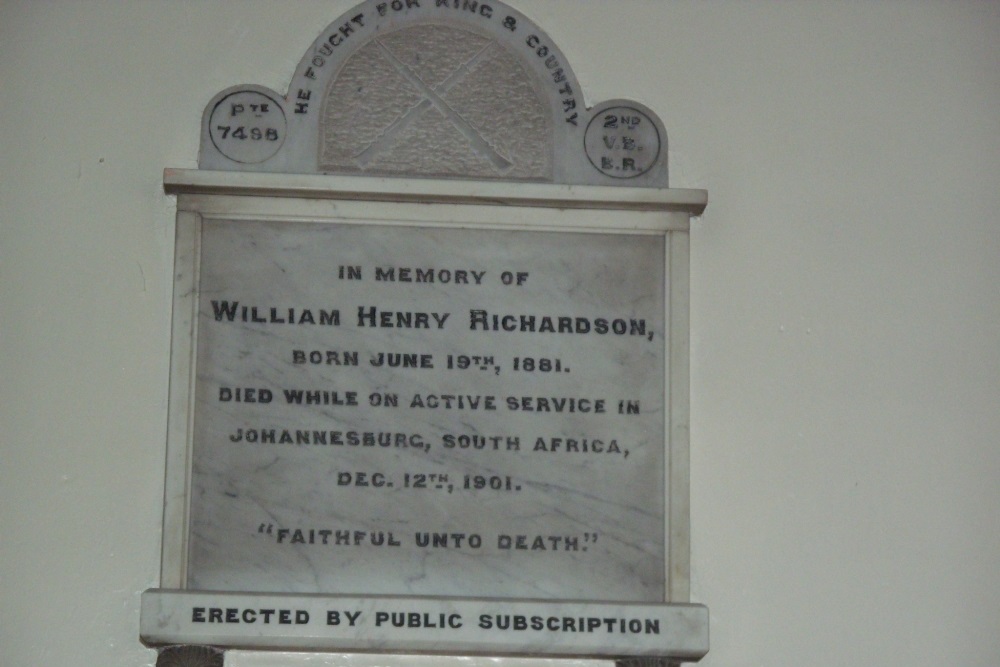 HE FOUGHT FOR KING & COUNTRY
PTE
7498
2ND
V.B.
E.R.
IN MEMORY OF
WILLIAM HENRY RICHARDSON,
BORN JUNE 19TH, 1881.
DIED WHILE ON ACTIVE SERVICE IN
JOHANNESBURG, SOUTH AFRICA,
DEC. 12TH, 1901.
"FAITHFUL UNTO DEATH."
ERECTED BY PUBLIC SUBSCRIPTION